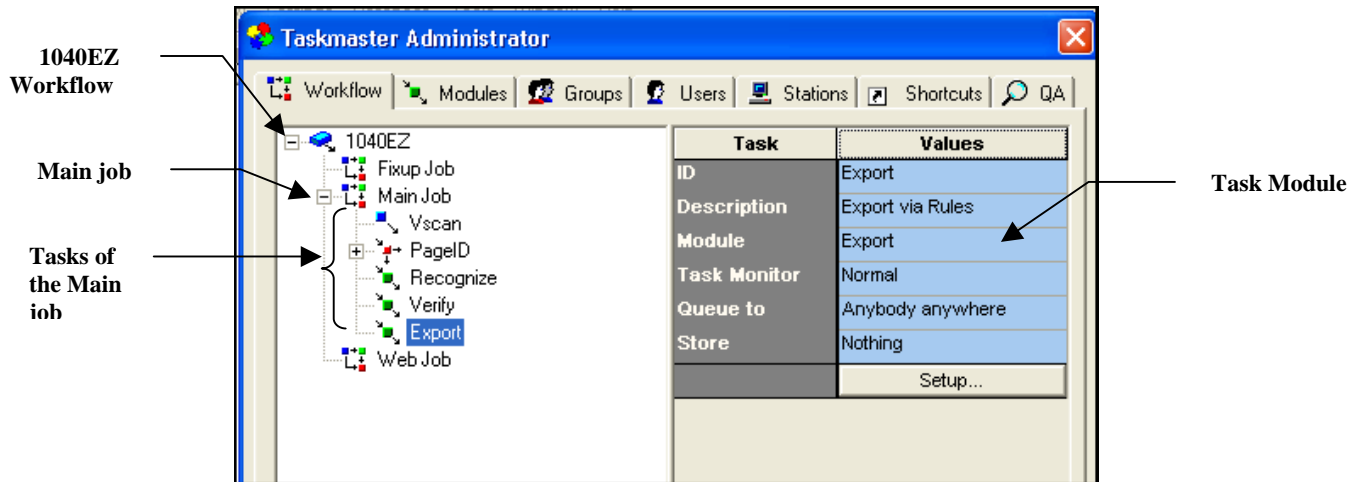 Taskmaster Administrator
Workflow Modules Groups Users Stations Shortcuts QA
1040EZ
Workflow
Main job
Tasks of
the Main
job
1040EZ
Fixup Job
Main Job
Vscan
PageID
Recognize
Verify
Export
Web Job
Task Values
ID Export
Description Export via Rules
Module Export
Task Monitor Normal
Queue to Anybody anywhere
Store Nothing
Setup...
Task Module